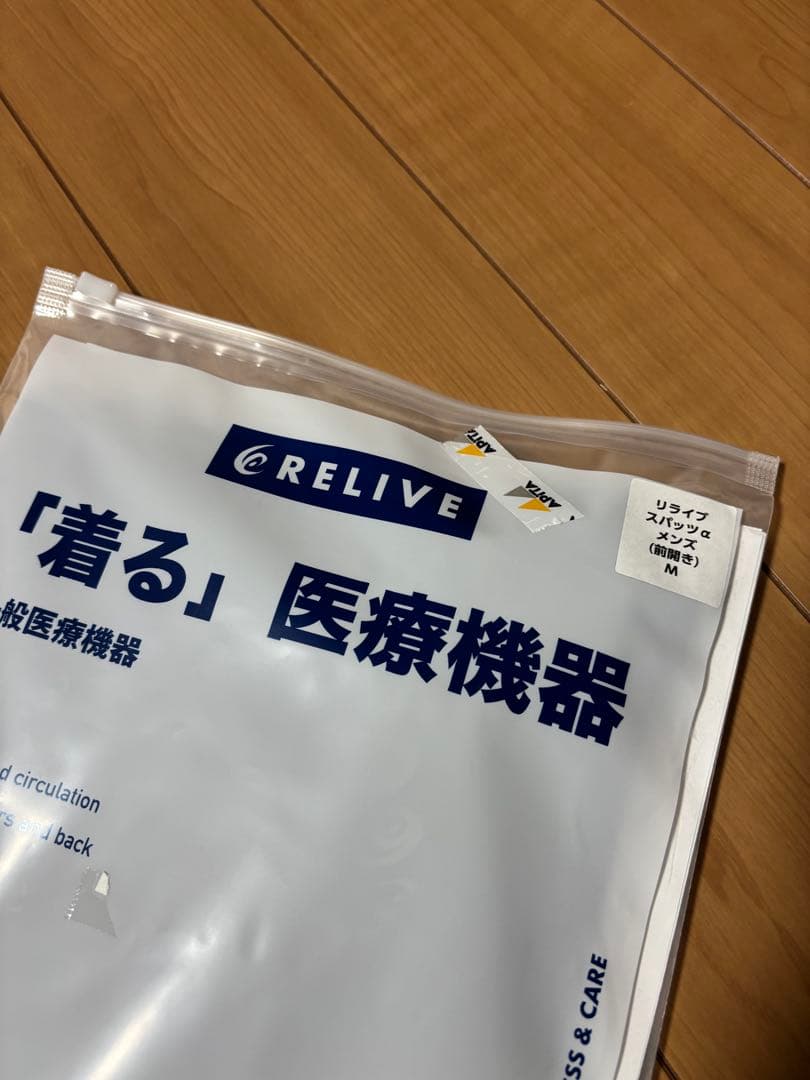 RELIVE
APITA
APITA
リライブ
スパッツα
メンズ
(前開き)
M
「着る」医療機器
般医療機器
d circulation
rs and back
SS & CARE